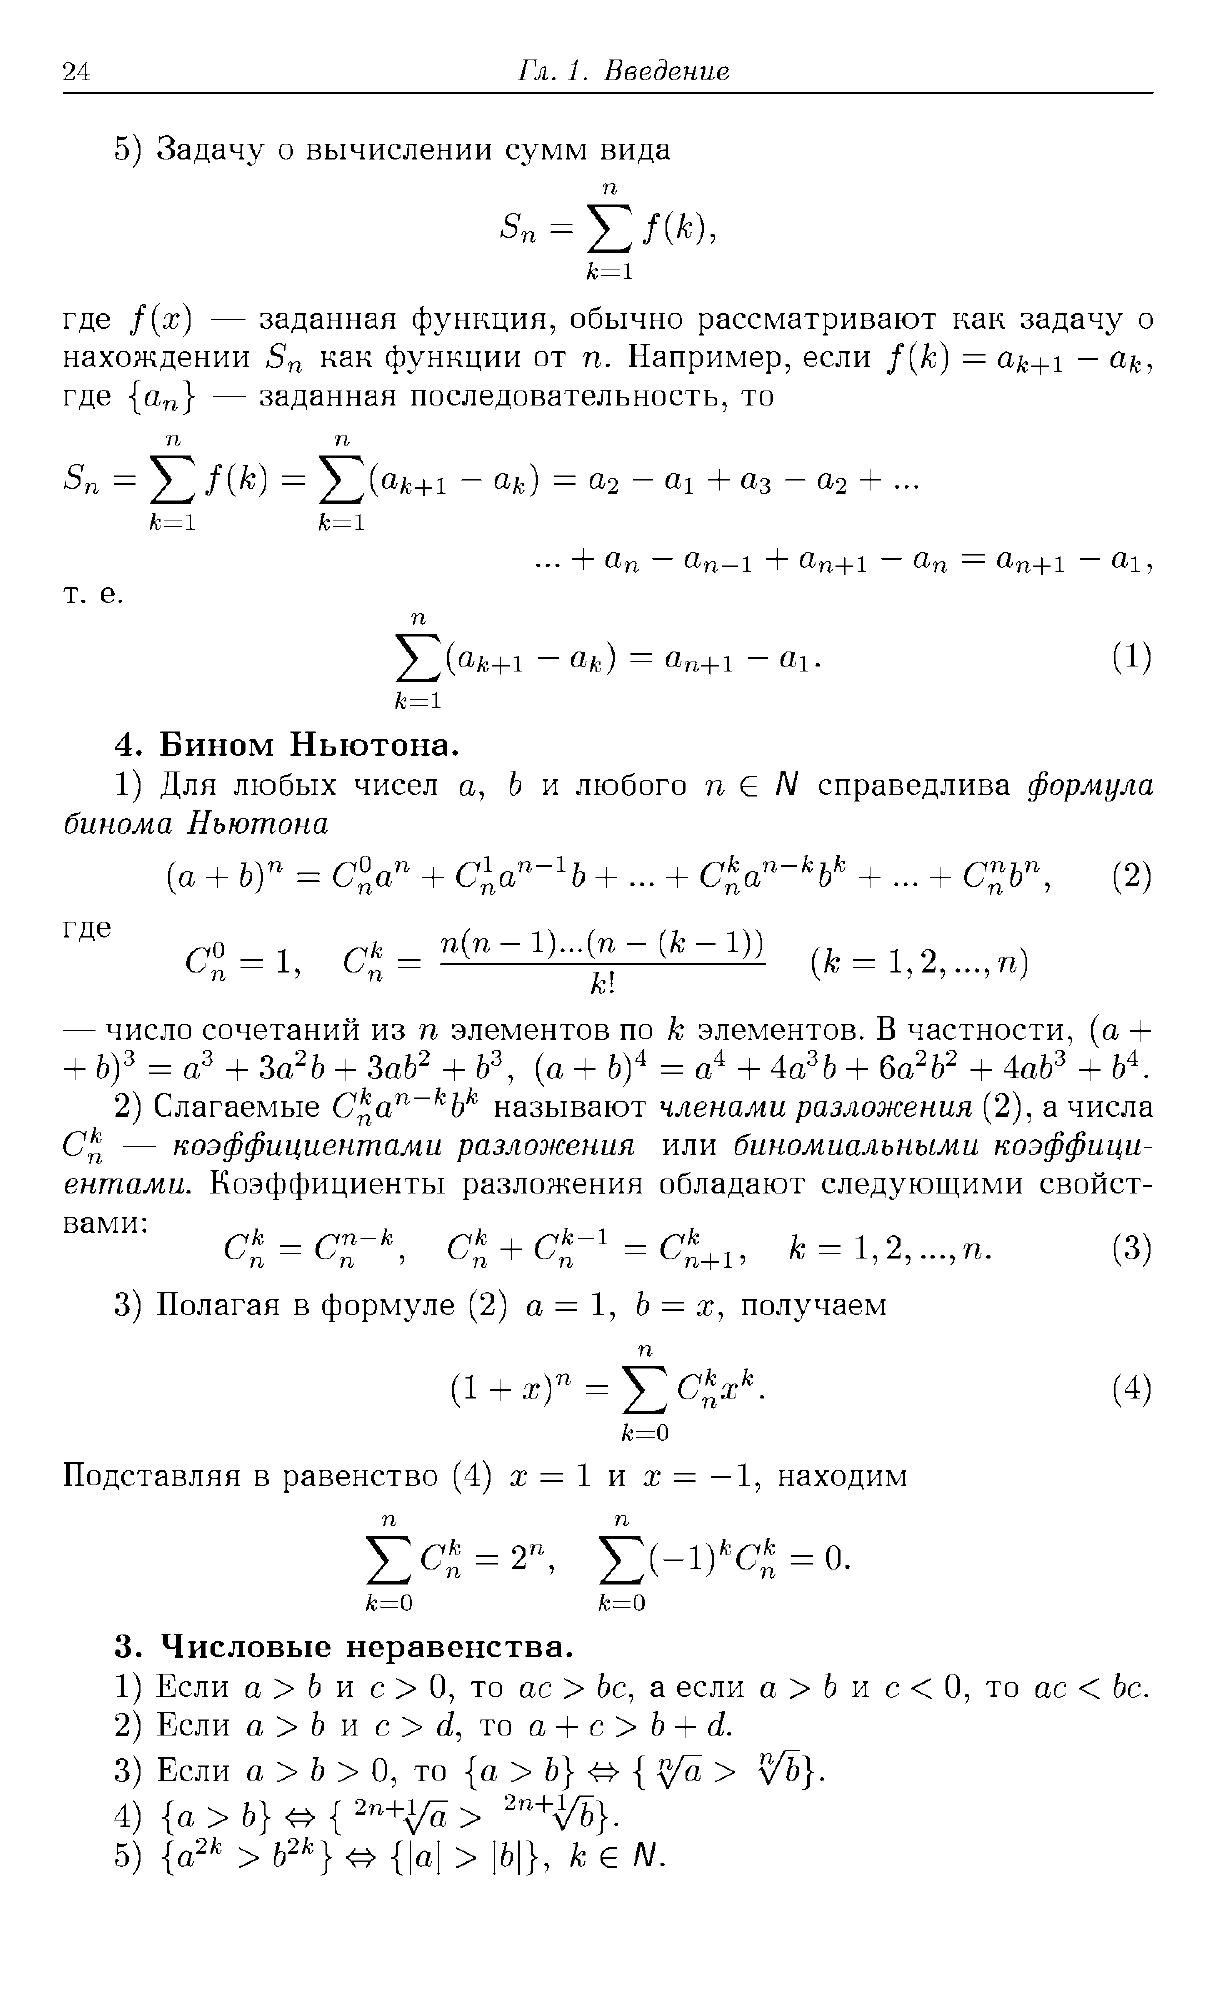 24 Гл. 1. Введение
5) Задачу о вычислении сумм вида
$S_n = \sum_{k=1}^{n} f(k),$
где $f(x)$ — заданная функция, обычно рассматривают как задачу о
нахождении $S_n$ как функции от $n$. Например, если $f(k) = a_{k+1} - a_k$,
где $\{a_n\}$ — заданная последовательность, то
$S_n = \sum_{k=1}^{n} f(k) = \sum_{k=1}^{n} (a_{k+1} - a_k) = a_2 - a_1 + a_3 - a_2 + ...$
$... + a_n - a_{n-1} + a_{n+1} - a_n = a_{n+1} - a_1,$
т. е.
$\sum_{k=1}^{n} (a_{k+1} - a_k) = a_{n+1} - a_1.$ (1)
4. Бином Ньютона.
1) Для любых чисел $a$, $b$ и любого $n \in N$ справедлива формула
бинома Ньютона
$(a + b)^n = C_n^0 a^n + C_n^1 a^{n-1} b + ... + C_n^k a^{n-k} b^k + ... + C_n^n b^n,$ (2)
где
$C_n^0 = 1, \quad C_n^k = \frac{n(n - 1)...(n - (k - 1))}{k!} \quad (k = 1, 2, ..., n)$
— число сочетаний из $n$ элементов по $k$ элементов. В частности, $(a +$
$+ b)^3 = a^3 + 3a^2b + 3ab^2 + b^3$, $(a + b)^4 = a^4 + 4a^3b + 6a^2b^2 + 4ab^3 + b^4$.
2) Слагаемые $C_n^k a^{n-k} b^k$ называют членами разложения (2), а числа
$C_n^k$ — коэффициентами разложения или биномиальными коэффици-
ентами. Коэффициенты разложения обладают следующими свойст-
вами:
$C_n^k = C_n^{n-k}, \quad C_n^k + C_n^{k-1} = C_{n+1}^k, \quad k = 1, 2, ..., n.$ (3)
3) Полагая в формуле (2) $a = 1$, $b = x$, получаем
$(1 + x)^n = \sum_{k=0}^{n} C_n^k x^k.$ (4)
Подставляя в равенство (4) $x = 1$ и $x = -1$, находим
$\sum_{k=0}^{n} C_n^k = 2^n, \quad \sum_{k=0}^{n} (-1)^k C_n^k = 0.$
3. Числовые неравенства.
1) Если $a > b$ и $c > 0$, то $ac > bc$, а если $a > b$ и $c < 0$, то $ac < bc$.
2) Если $a > b$ и $c > d$, то $a + c > b + d$.
3) Если $a > b > 0$, то $\{a > b\} \Leftrightarrow \{\sqrt[n]{a} > \sqrt[n]{b}\}$.
4) $\{a > b\} \Leftrightarrow \{\sqrt[2n+1]{a} > \sqrt[2n+1]{b}\}$.
5) $\{a^{2k} > b^{2k}\} \Leftrightarrow \{|a| > |b|\}$, $k \in N$.